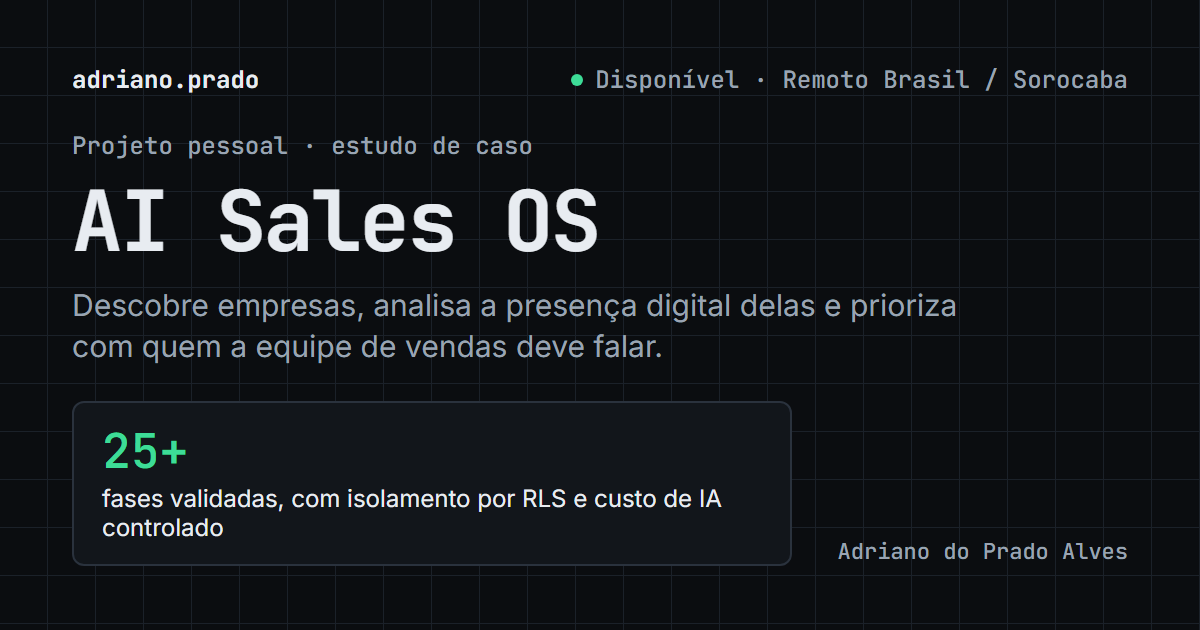 adriano.prado
Disponível · Remoto Brasil / Sorocaba
Projeto pessoal · estudo de caso
AI Sales OS
Descobre empresas, analisa a presença digital delas e prioriza
com quem a equipe de vendas deve falar.
25+
fases validadas, com isolamento por RLS e custo de IA
controlado
Adriano do Prado Alves